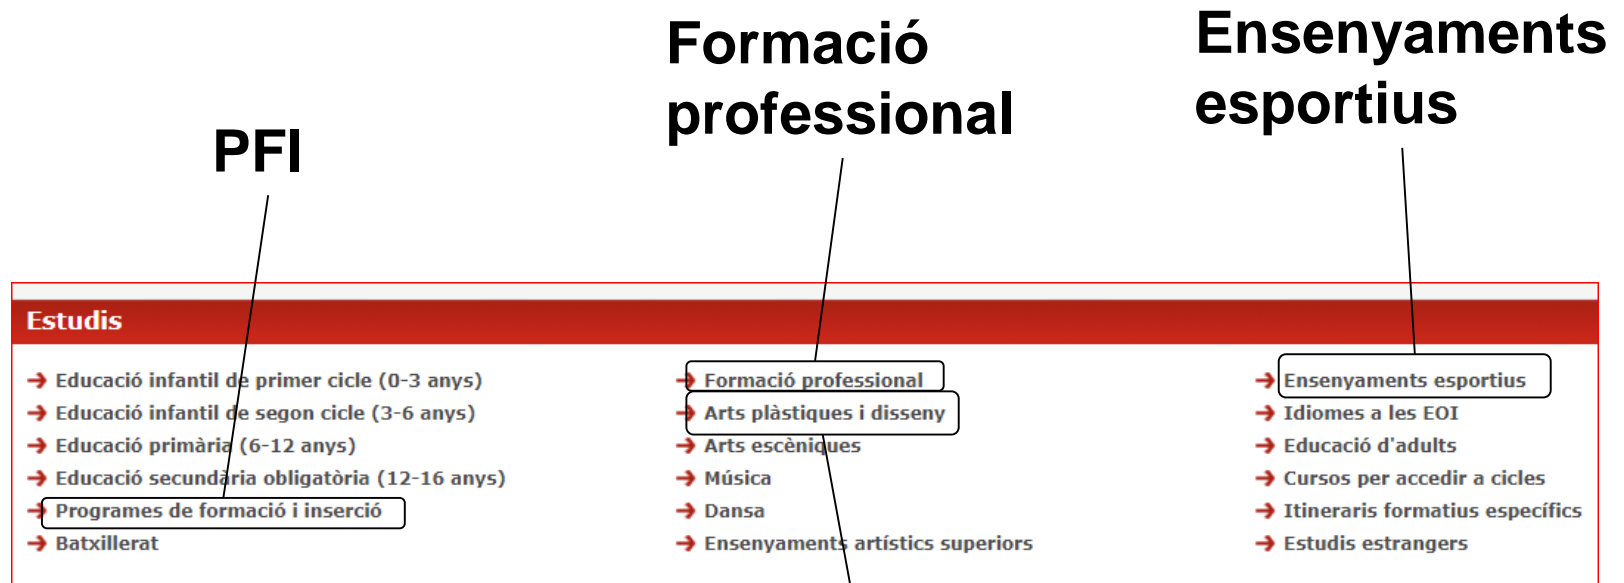 Formació
professional
Ensenyaments
esportius
PFI
Estudis
Educació infantil de primer cicle (0-3 anys)
Educació infantil de segon cicle (3-6 anys)
Educació primària (6-12 anys)
Educació secundària obligatòria (12-16 anys)
Programes de formació i inserció
Batxillerat
Formació professional
Arts plàstiques i disseny
Arts escèniques
Música
Dansa
Ensenyaments artístics superiors
Ensenyaments esportius
Idiomes a les EOI
Educació d'adults
Cursos per accedir a cicles
Itineraris formatius específics
Estudis estrangers